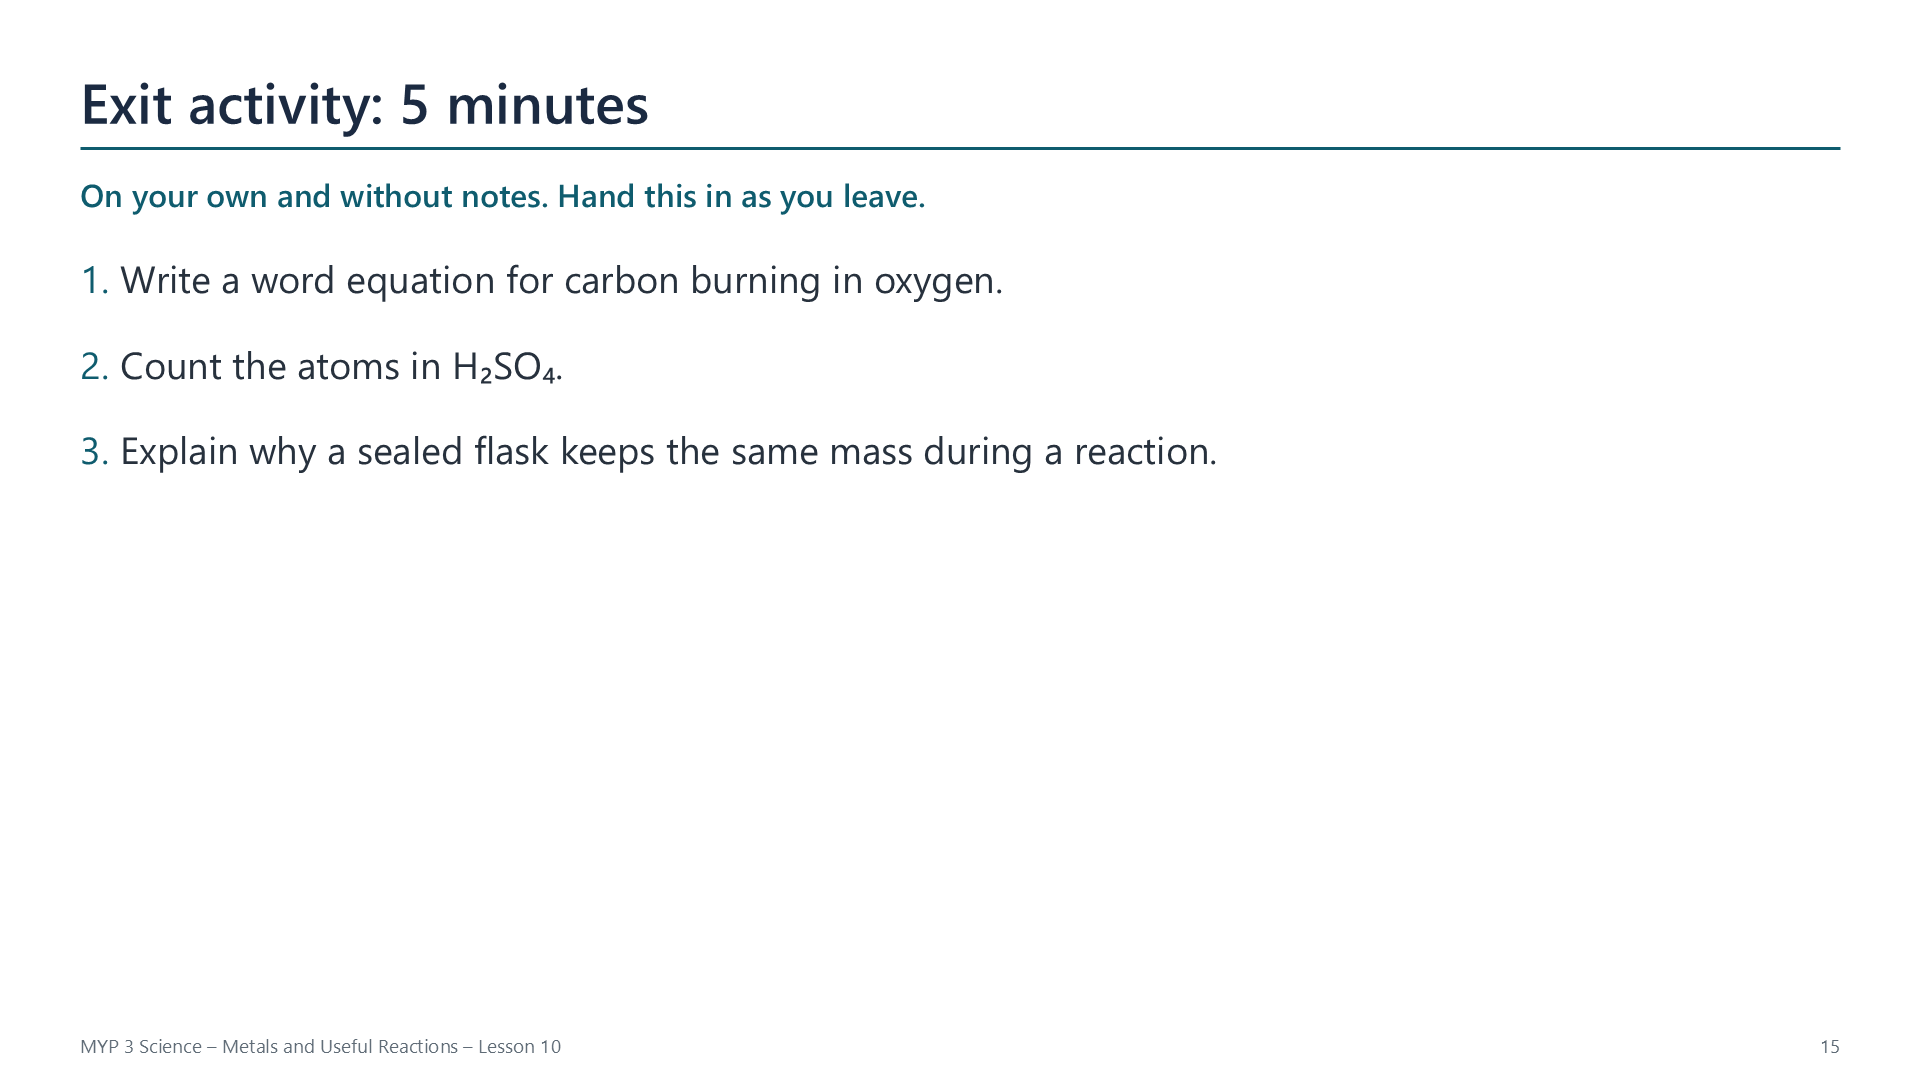 Exit activity: 5 minutes
On your own and without notes. Hand this in as you leave.
1. Write a word equation for carbon burning in oxygen.
2. Count the atoms in H₂SO₄.
3. Explain why a sealed flask keeps the same mass during a reaction.
MYP 3 Science – Metals and Useful Reactions – Lesson 10
15